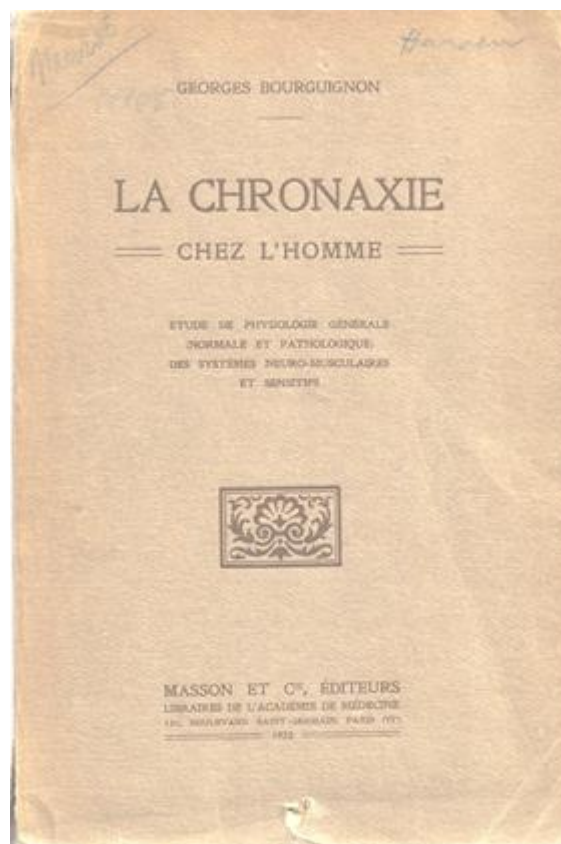 GEORGES BOURGUIGNON
LA CHRONAXIE
CHEZ L'HOMME
ETUDE DE PHYSIOLOGIE GÉNÉRALE
(NORMALE ET PATHOLOGIQUE)
DES SYSTÈMES NEURO-MUSCULAIRES
ET SENSITIFS
MASSON ET Cie, ÉDITEURS
LIBRAIRES DE L'ACADÉMIE DE MÉDECINE
120, BOULEVARD SAINT-GERMAIN, PARIS (VIe)